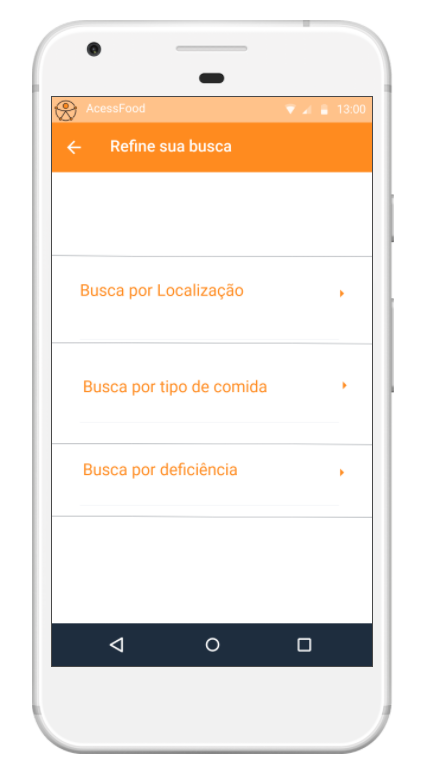 AcessFood 13:00
Refine sua busca
Busca por Localização
Busca por tipo de comida
Busca por deficiência